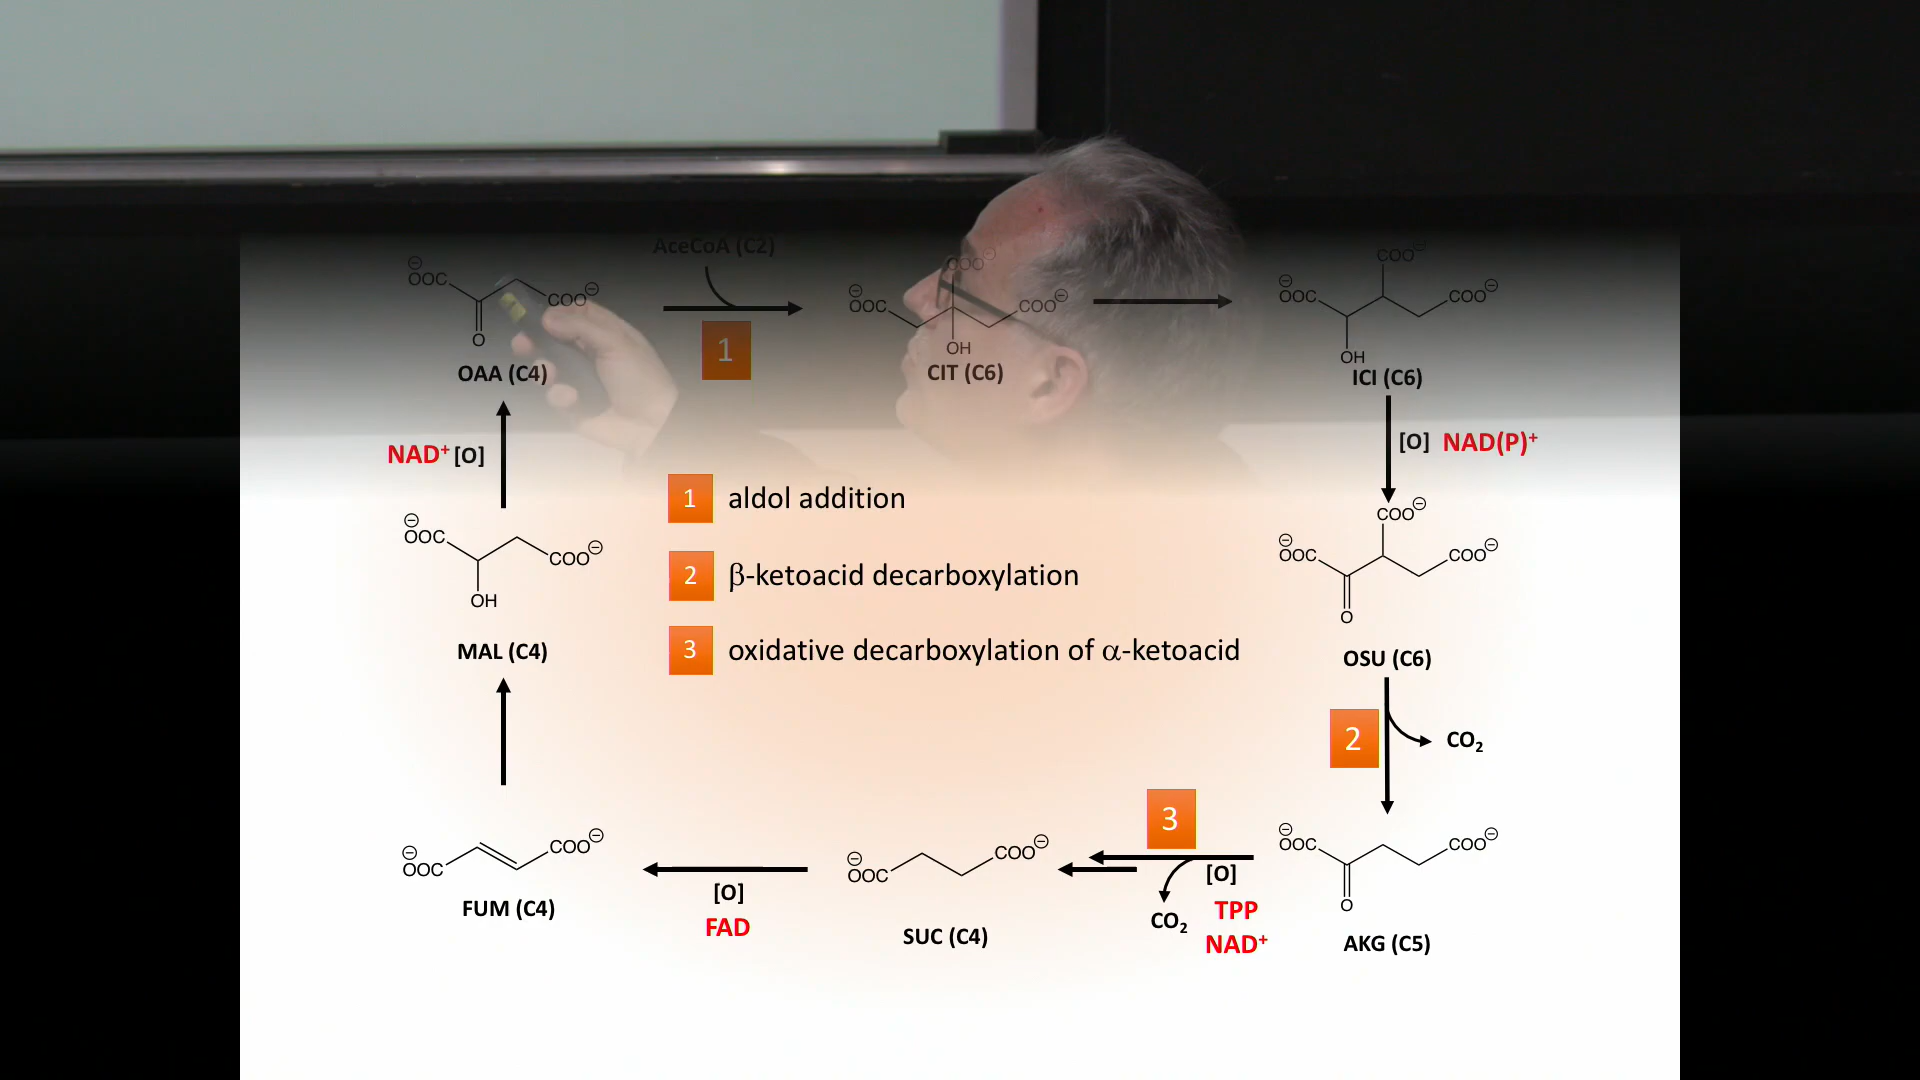 AceCoA (C2)
⊖OOC COO⊖
O
OAA (C4)
1
⊖OOC COO⊖ COO⊖
OH
CIT (C6)
⊖OOC COO⊖ COO⊖
OH
ICI (C6)
NAD⁺ [O]
[O] NAD(P)⁺
1 aldol addition
2 β-ketoacid decarboxylation
3 oxidative decarboxylation of α-ketoacid
⊖OOC COO⊖
OH
MAL (C4)
⊖OOC COO⊖ COO⊖
O
OSU (C6)
2
CO₂
3
⊖OOC COO⊖
FUM (C4)
[O]
FAD
⊖OOC COO⊖
SUC (C4)
[O]
CO₂
TPP
NAD⁺
⊖OOC COO⊖
O
AKG (C5)